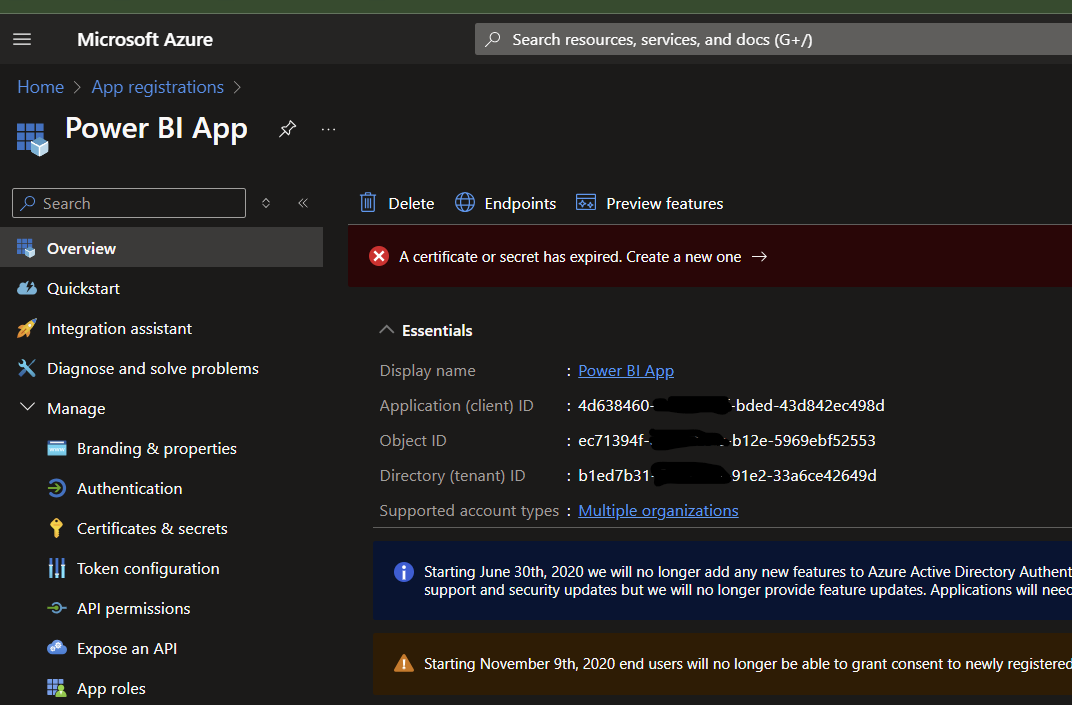 Microsoft Azure
Search resources, services, and docs (G+/)
Home > App registrations >
Power BI App
Search
Delete
Endpoints
Preview features
Overview
Quickstart
Integration assistant
Diagnose and solve problems
Manage
Branding & properties
Authentication
Certificates & secrets
Token configuration
API permissions
Expose an API
App roles
A certificate or secret has expired. Create a new one →
Essentials
Display name : Power BI App
Application (client) ID : 4d638460- -bded-43d842ec498d
Object ID : ec71394f- -b12e-5969ebf52553
Directory (tenant) ID : b1ed7b31- 91e2-33a6ce42649d
Supported account types : Multiple organizations
Starting June 30th, 2020 we will no longer add any new features to Azure Active Directory Authent
support and security updates but we will no longer provide feature updates. Applications will need
Starting November 9th, 2020 end users will no longer be able to grant consent to newly registered